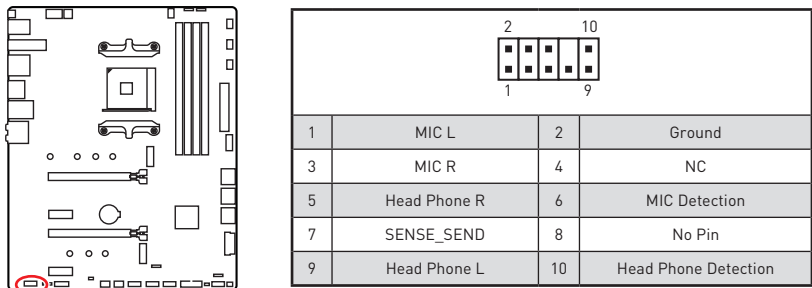 2 10
1 9
1 MIC L 2 Ground
3 MIC R 4 NC
5 Head Phone R 6 MIC Detection
7 SENSE_SEND 8 No Pin
9 Head Phone L 10 Head Phone Detection